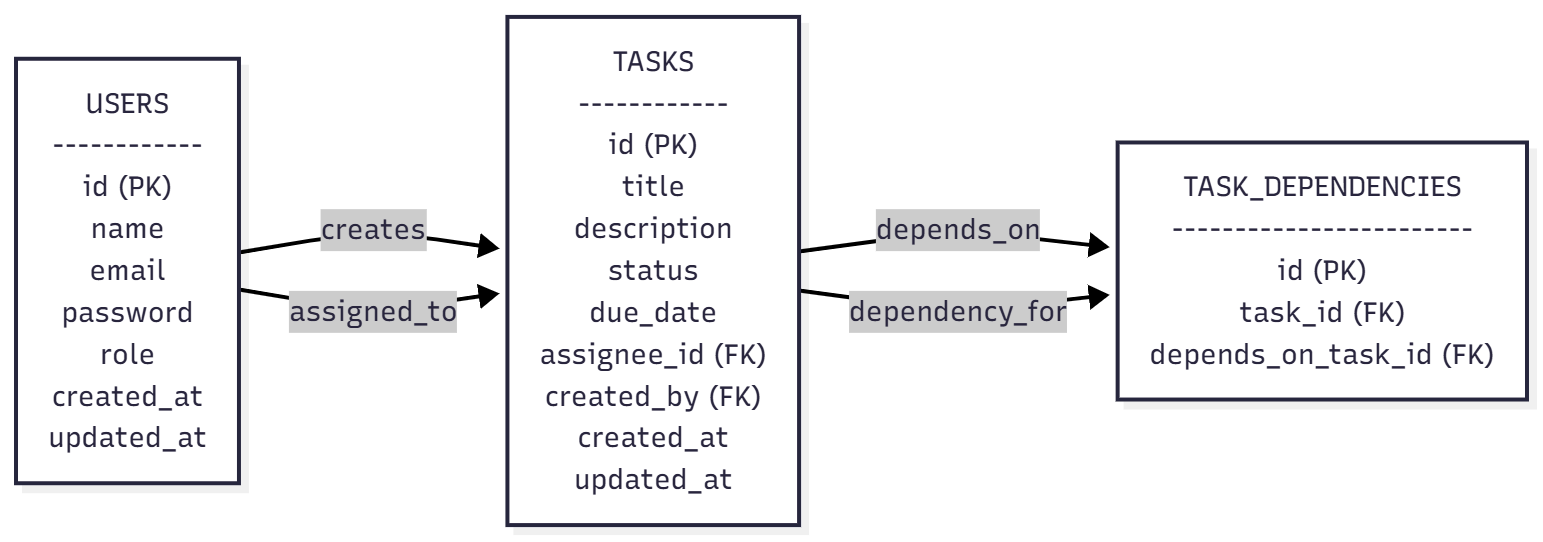 USERS
------------
id (PK)
name
email
password
role
created_at
updated_at
creates
assigned_to
TASKS
------------
id (PK)
title
description
status
due_date
assignee_id (FK)
created_by (FK)
created_at
updated_at
depends_on
dependency_for
TASK_DEPENDENCIES
------------------------
id (PK)
task_id (FK)
depends_on_task_id (FK)